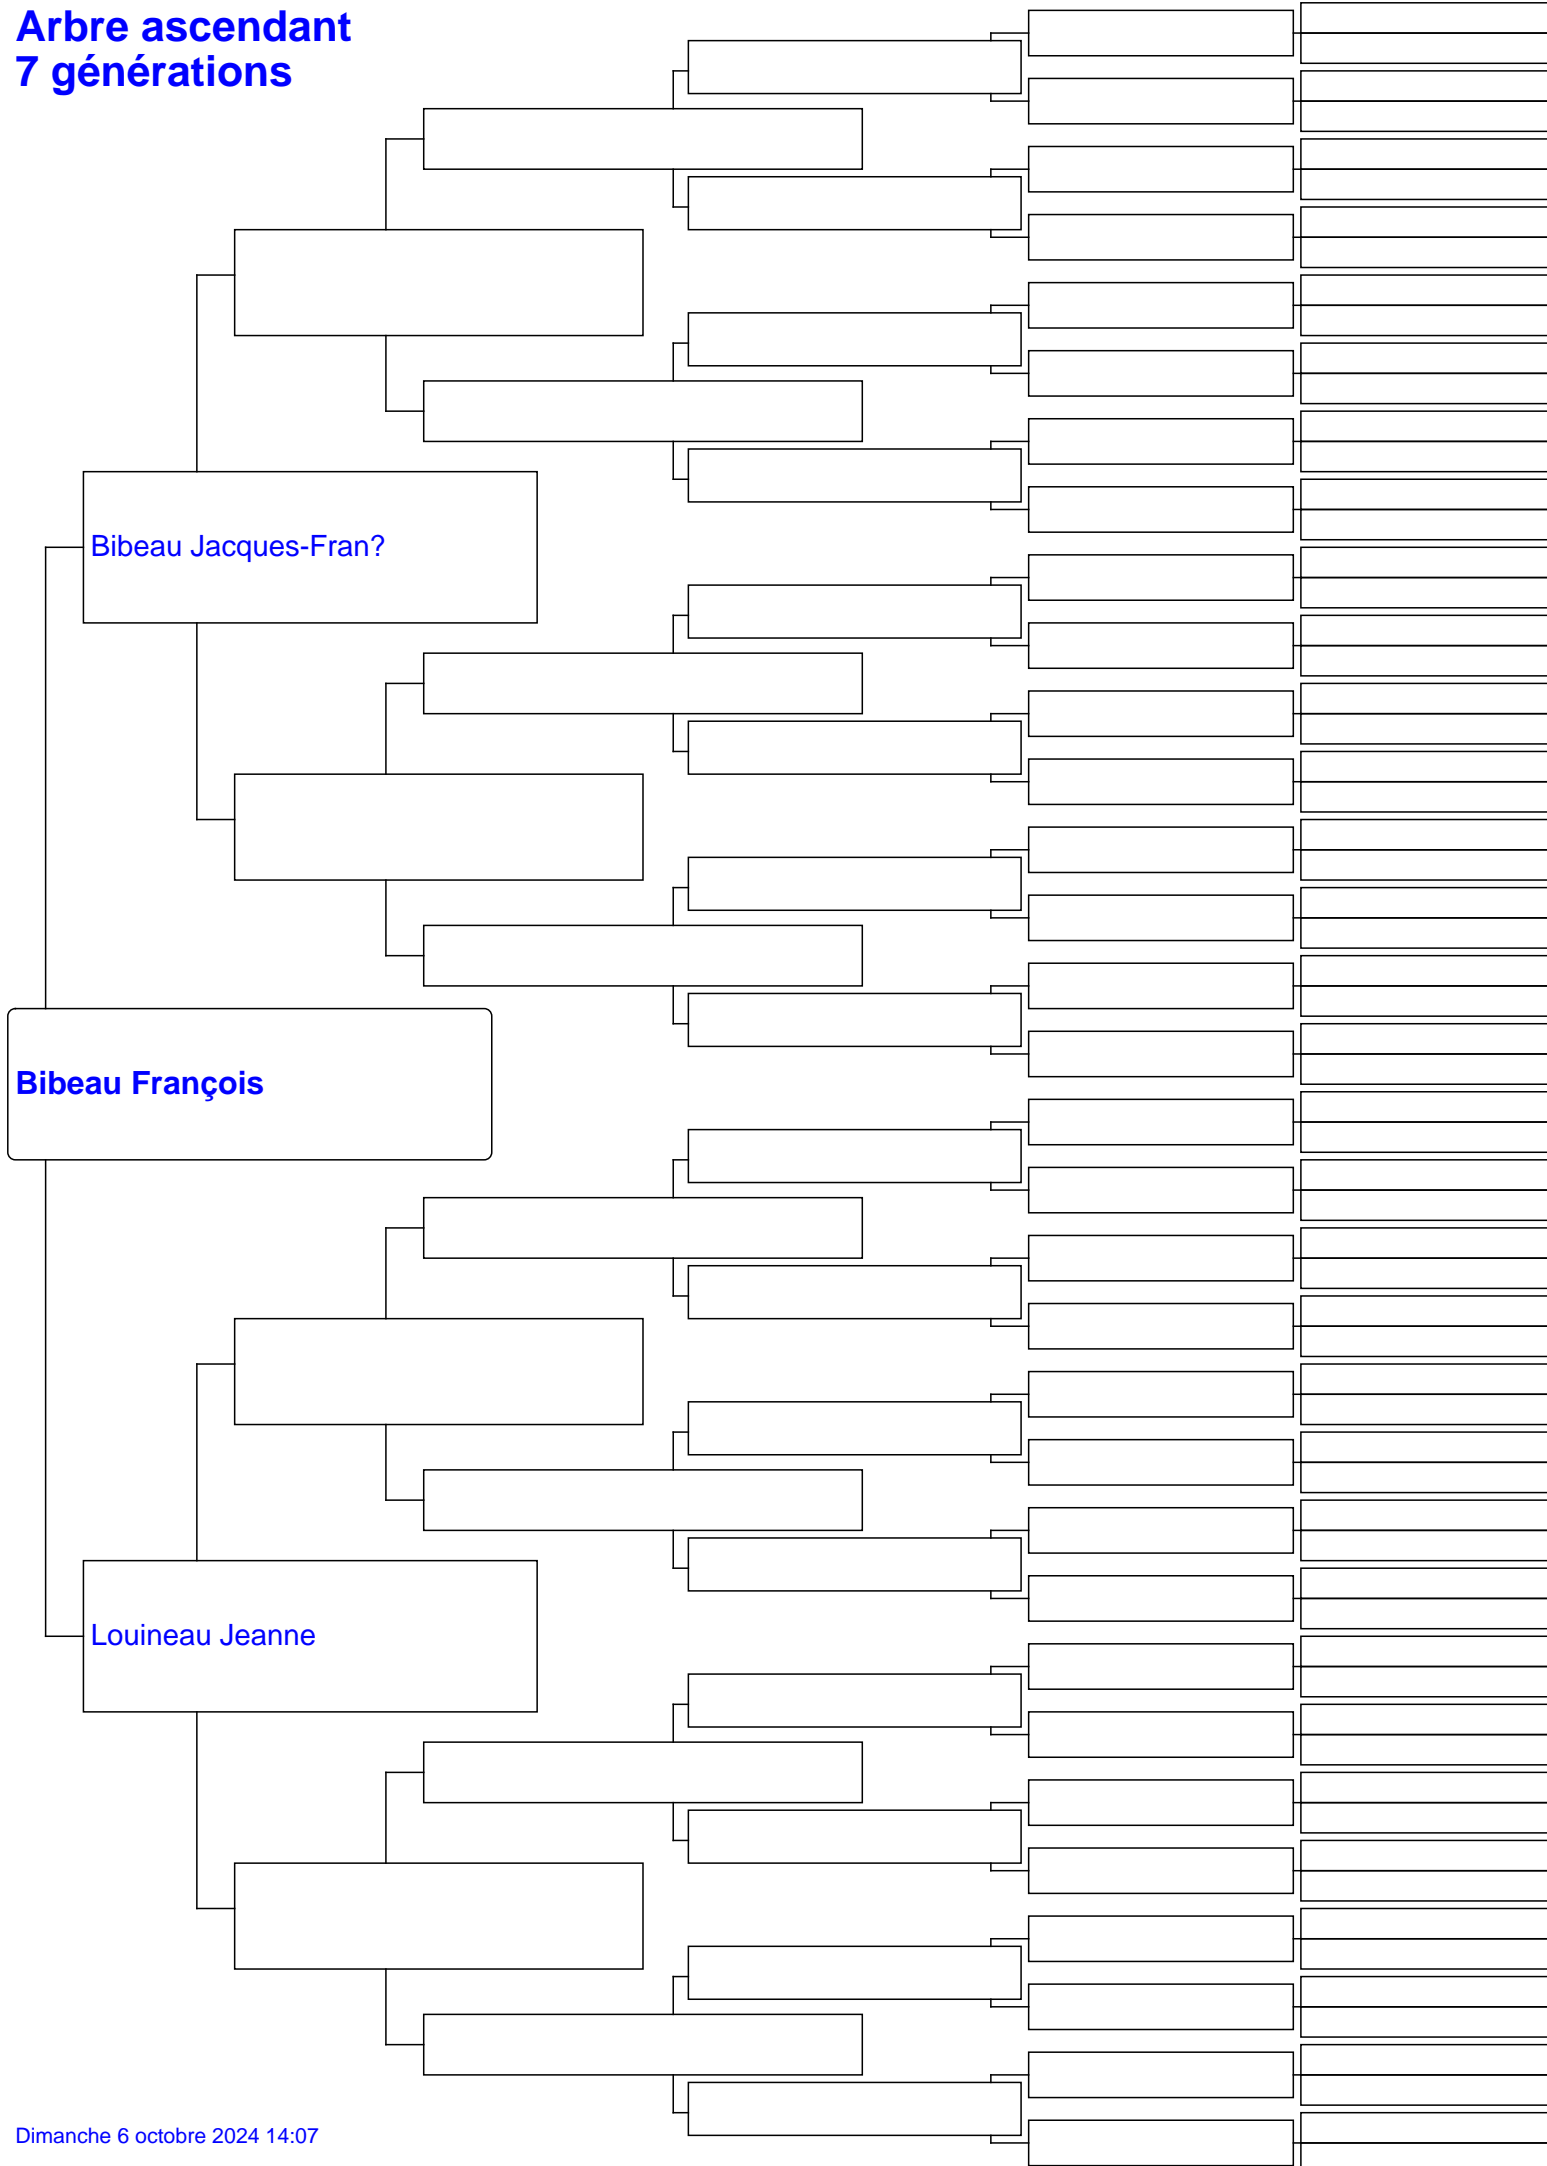 Arbre ascendant
7 générations
Bibeau Jacques-Fran?
Bibeau François
Louineau Jeanne
Dimanche 6 octobre 2024 14:07